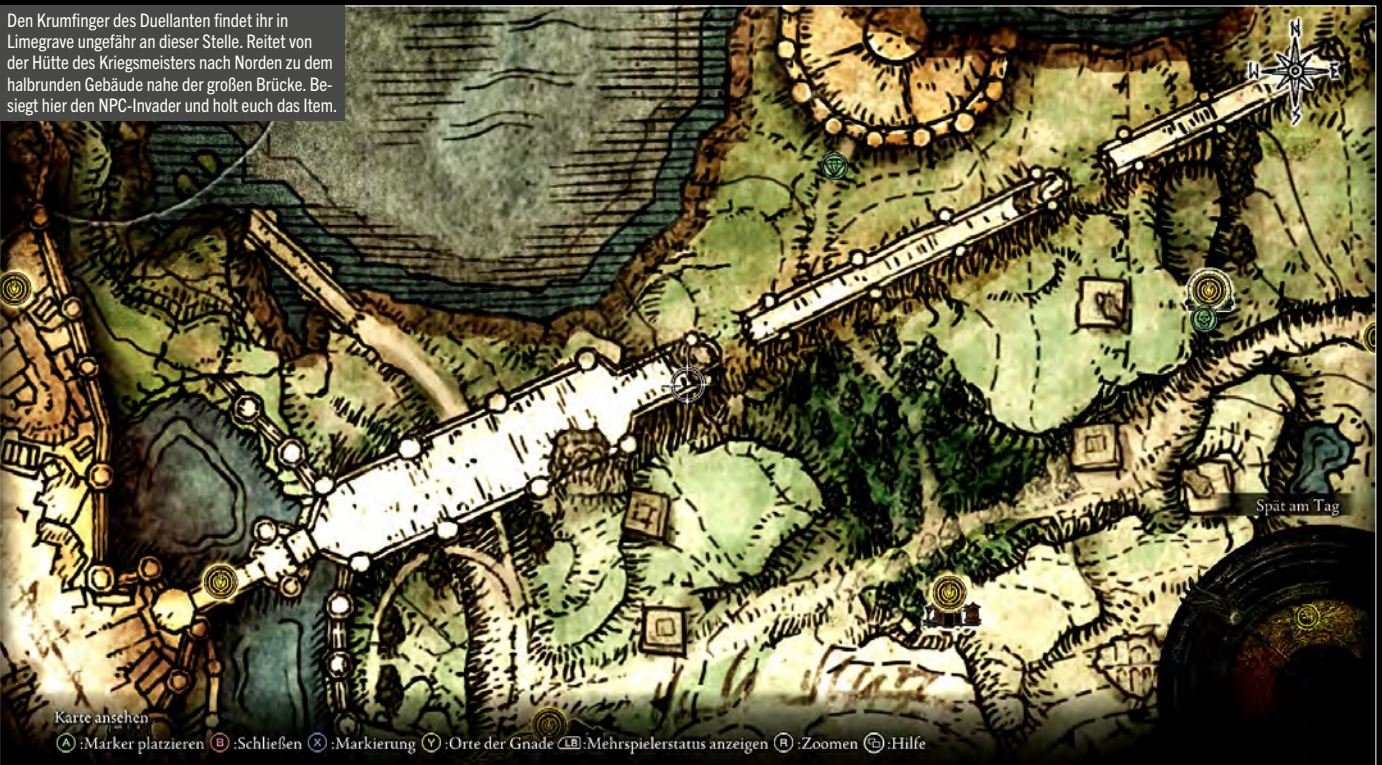 Den Krumfinger des Duellanten findet ihr in
Limegrave ungefähr an dieser Stelle. Reitet von
der Hütte des Kriegsmeisters nach Norden zu dem
halbrunden Gebäude nahe der großen Brücke. Be-
siegt hier den NPC-Invader und holt euch das Item.
N
W E
S
Spät am Tag
Karte ansehen
A :Marker platzieren B :Schließen X :Markierung Y :Orte der Gnade LB :Mehrspielerstatus anzeigen R :Zoomen :Hilfe